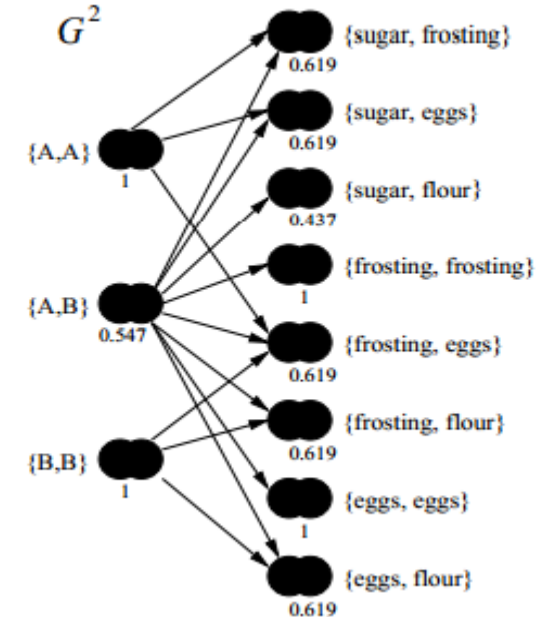 G²
{sugar, frosting}
0.619
{sugar, eggs}
0.619
{A,A}
1
{sugar, flour}
0.437
{frosting, frosting}
1
{A,B}
0.547
{frosting, eggs}
0.619
{frosting, flour}
0.619
{B,B}
1
{eggs, eggs}
1
{eggs, flour}
0.619